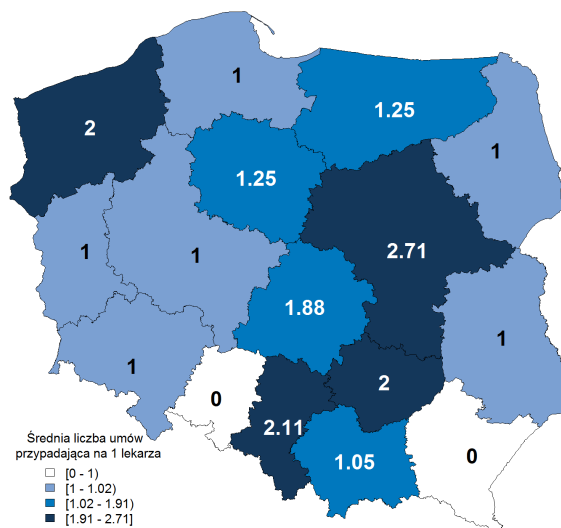 1
2
1.25
1
1.25
1
1
2.71
1.88
1
1
2
0
2.11
1.05
0
Średnia liczba umów
przypadająca na 1 lekarza
[0 - 1)
[1 - 1.02)
[1.02 - 1.91)
[1.91 - 2.71]